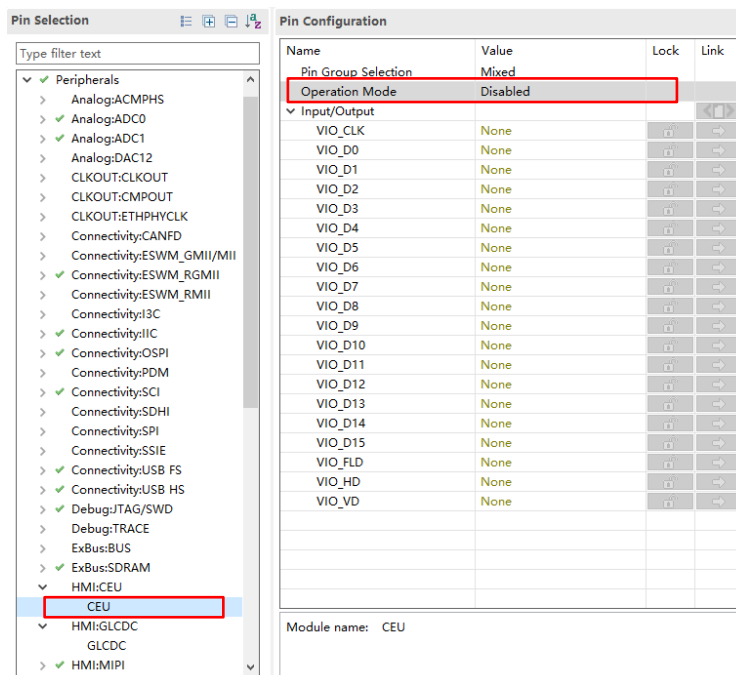 Pin Selection
Type filter text
Peripherals
Analog:ACMPHS
Analog:ADC0
Analog:ADC1
Analog:DAC12
CLKOUT:CLKOUT
CLKOUT:CMPOUT
CLKOUT:ETHPHYCLK
Connectivity:CANFD
Connectivity:ESWM_GMII/MII
Connectivity:ESWM_RGMII
Connectivity:ESWM_RMII
Connectivity:I3C
Connectivity:IIC
Connectivity:OSPI
Connectivity:PDM
Connectivity:SCI
Connectivity:SDHI
Connectivity:SPI
Connectivity:SSIE
Connectivity:USB FS
Connectivity:USB HS
Debug:JTAG/SWD
Debug:TRACE
ExBus:BUS
ExBus:SDRAM
HMI:CEU
CEU
HMI:GLCDC
GLCDC
HMI:MIPI
Pin Configuration
Name Value Lock Link
Pin Group Selection Mixed
Operation Mode Disabled
Input/Output
VIO_CLK None
VIO_D0 None
VIO_D1 None
VIO_D2 None
VIO_D3 None
VIO_D4 None
VIO_D5 None
VIO_D6 None
VIO_D7 None
VIO_D8 None
VIO_D9 None
VIO_D10 None
VIO_D11 None
VIO_D12 None
VIO_D13 None
VIO_D14 None
VIO_D15 None
VIO_FLD None
VIO_HD None
VIO_VD None
Module name: CEU